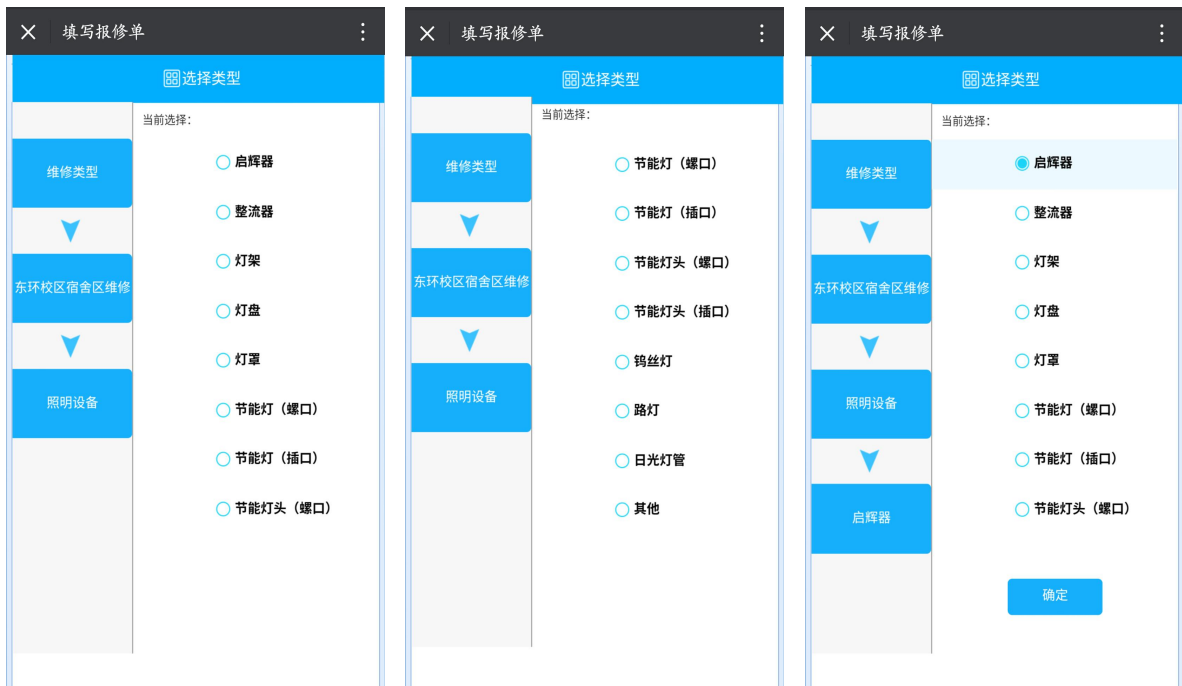 填写报修单
选择类型
当前选择：
维修类型
东环校区宿舍区维修
照明设备
启辉器
整流器
灯架
灯盘
灯罩
节能灯（螺口）
节能灯（插口）
节能灯头（螺口）
填写报修单
选择类型
当前选择：
维修类型
东环校区宿舍区维修
照明设备
节能灯（螺口）
节能灯（插口）
节能灯头（螺口）
节能灯头（插口）
钨丝灯
路灯
日光灯管
其他
填写报修单
选择类型
当前选择：
维修类型
东环校区宿舍区维修
照明设备
启辉器
启辉器
整流器
灯架
灯盘
灯罩
节能灯（螺口）
节能灯（插口）
节能灯头（螺口）
确定